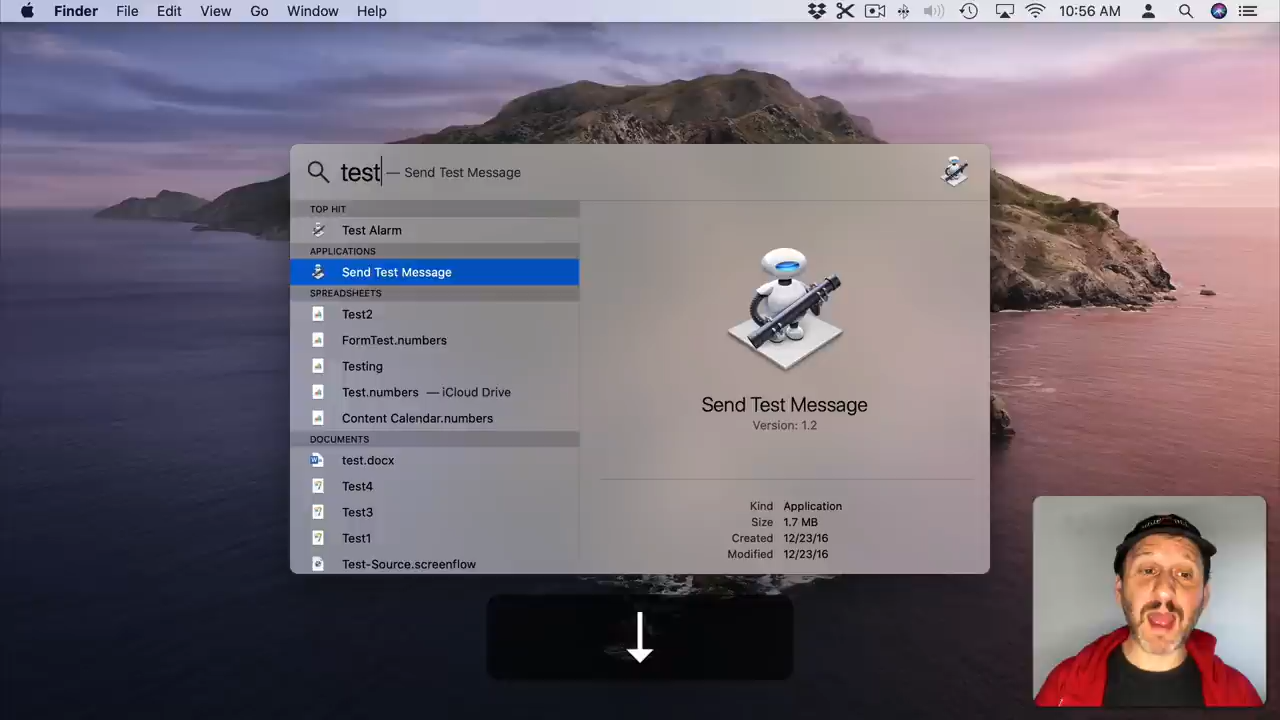 Finder File Edit View Go Window Help 10:56 AM
test — Send Test Message
TOP HIT
Test Alarm
APPLICATIONS
Send Test Message
SPREADSHEETS
Test2
FormTest.numbers
Testing
Test.numbers — iCloud Drive
Content Calendar.numbers
DOCUMENTS
test.docx
Test4
Test3
Test1
Test-Source.screenflow
Send Test Message
Version: 1.2
Kind Application
Size 1.7 MB
Created 12/23/16
Modified 12/23/16